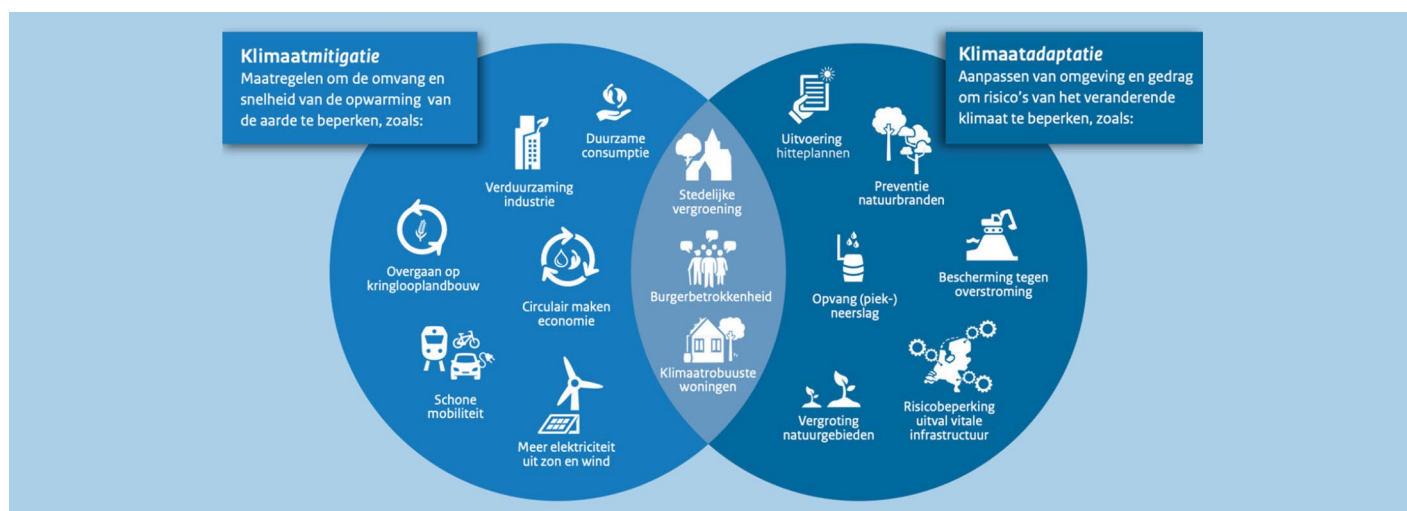 Klimaatmitigatie
Maatregelen om de omvang en
snelheid van de opwarming van
de aarde te beperken, zoals:
Duurzame
consumptie
Verduurzaming
industrie
Overgaan op
kringlooplandbouw
Circulair maken
economie
Schone
mobiliteit
Meer elektriciteit
uit zon en wind
Stedelijke
vergroening
Burgerbetrokkenheid
Klimaatrobuuste
woningen
Klimaatadaptatie
Aanpassen van omgeving en gedrag
om risico's van het veranderende
klimaat te beperken, zoals:
Uitvoering
hitteplannen
Preventie
natuurbranden
Opvang (piek-)
neerslag
Bescherming tegen
overstroming
Vergroting
natuurgebieden
Risicobeperking
uitval vitale
infrastructuur